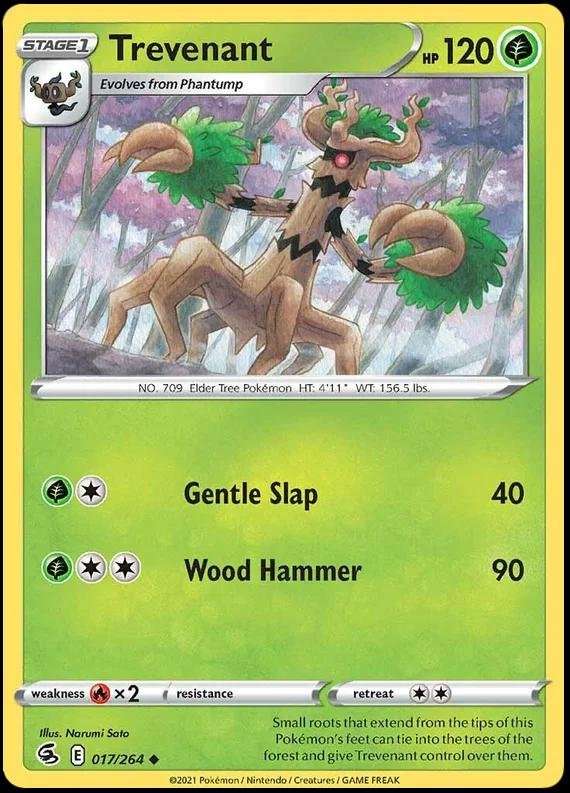 STAGE1
Trevenant
HP 120
Evolves from Phantump
NO. 709 Elder Tree Pokémon HT: 4'11" WT: 156.5 lbs.
Gentle Slap 40
Wood Hammer 90
weakness ×2 resistance retreat
Illus. Narumi Sato
Small roots that extend from the tips of this
Pokémon's feet can tie into the trees of the
forest and give Trevenant control over them.
E 017/264
©2021 Pokémon / Nintendo / Creatures / GAME FREAK